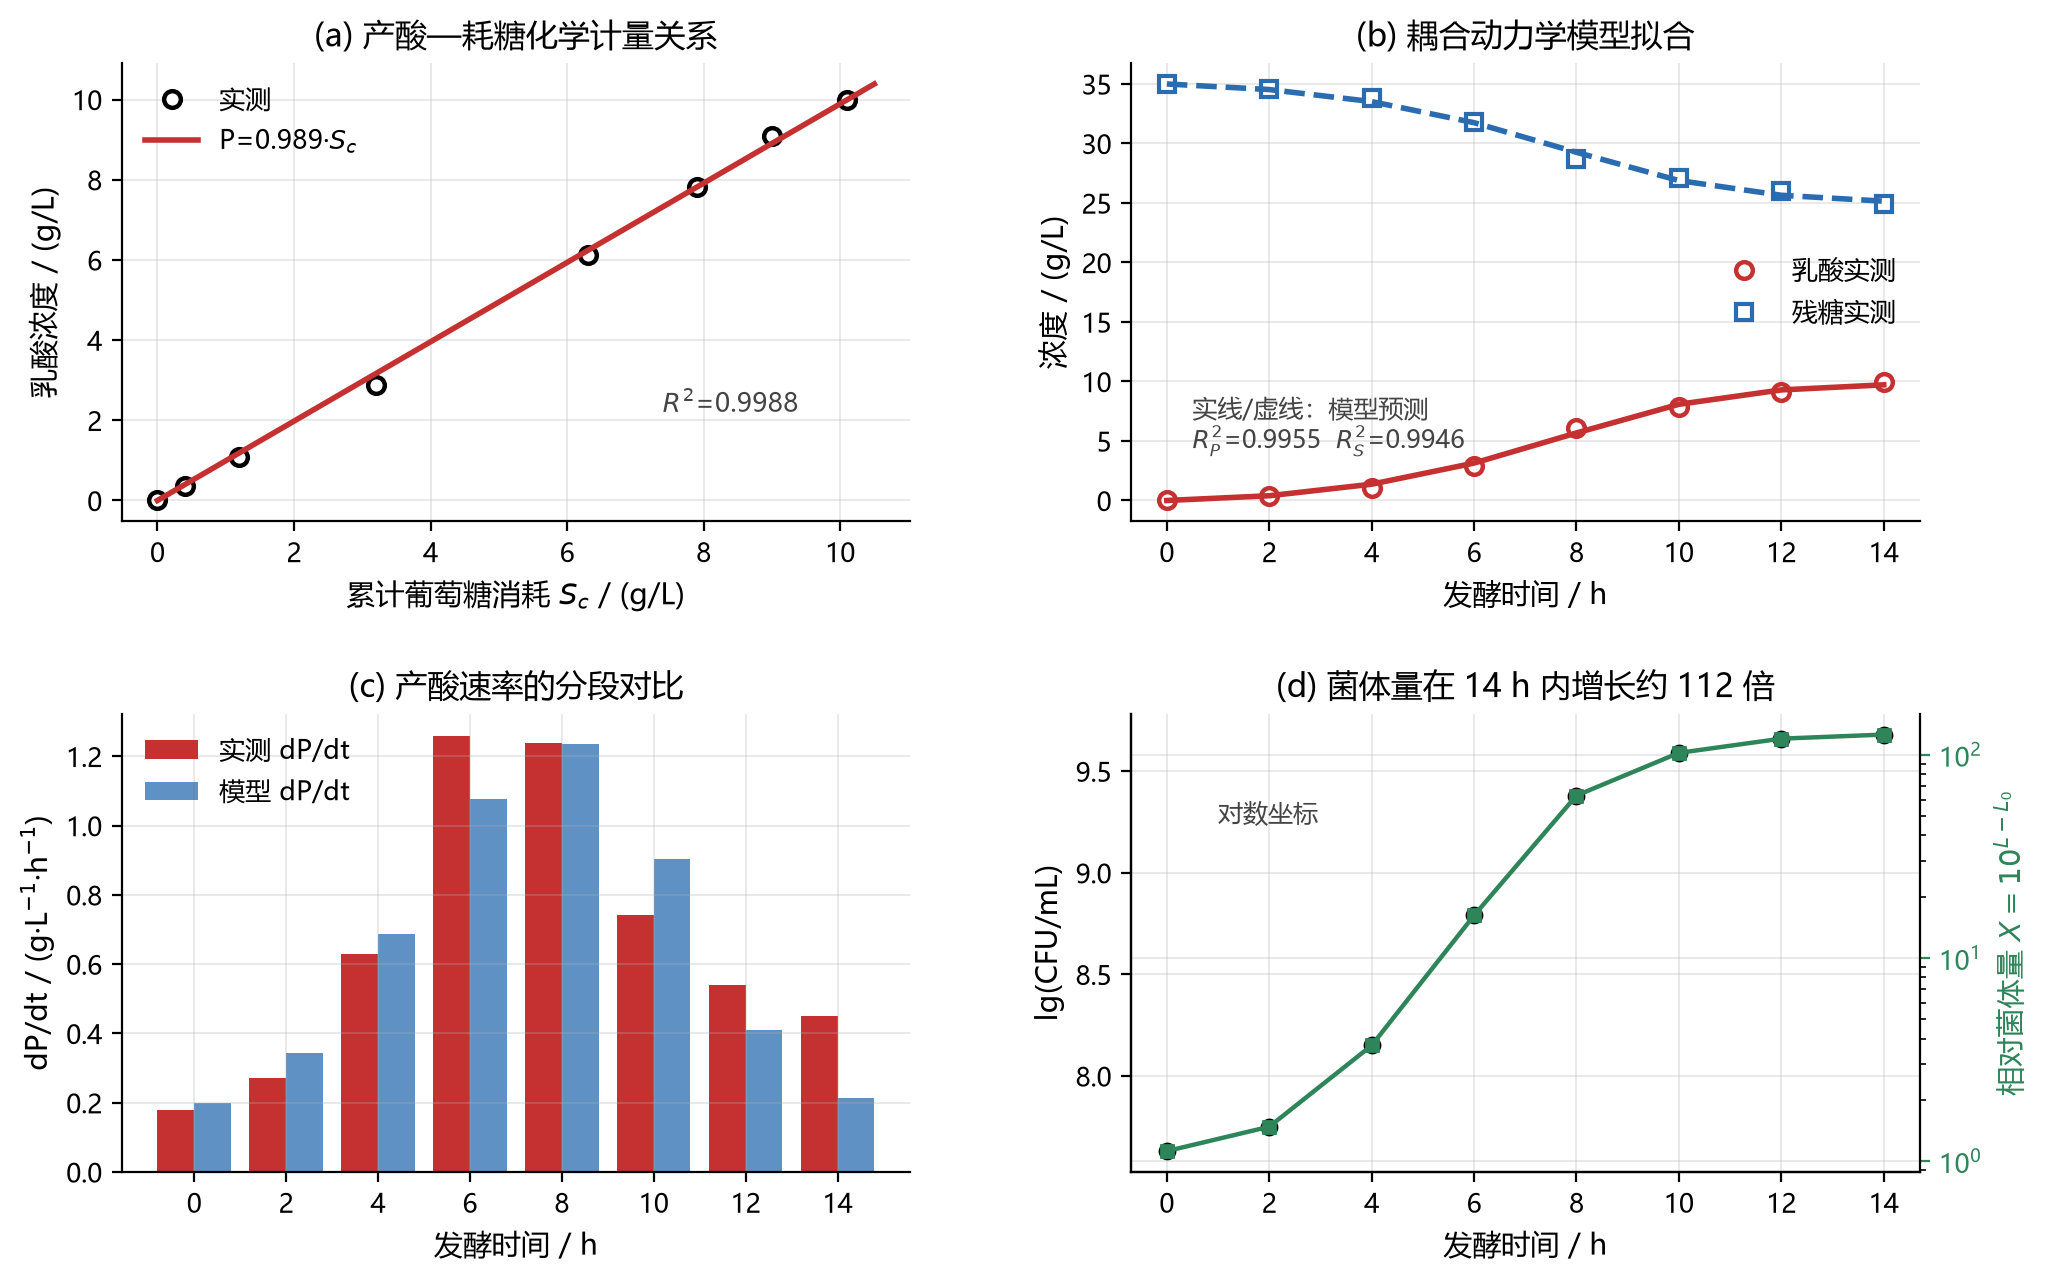 (a) 产酸—耗糖化学计量关系
实测
P=0.989·Sc
R²=0.9988
10
8
6
4
2
0
乳酸浓度 / (g/L)
0 2 4 6 8 10
累计葡萄糖消耗 Sc / (g/L)
(b) 耦合动力学模型拟合
35
30
25
20
15
10
5
0
浓度 / (g/L)
乳酸实测
残糖实测
实线/虚线：模型预测
R²P=0.9955 R²S=0.9946
0 2 4 6 8 10 12 14
发酵时间 / h
(c) 产酸速率的分段对比
实测 dP/dt
模型 dP/dt
1.2
1.0
0.8
0.6
0.4
0.2
0.0
dP/dt / (g·L⁻¹·h⁻¹)
0 2 4 6 8 10 12 14
发酵时间 / h
(d) 菌体量在 14 h 内增长约 112 倍
对数坐标
9.5
9.0
8.5
8.0
lg(CFU/mL)
10²
10¹
10⁰
相对菌体量 X = 10^(L − L₀)
0 2 4 6 8 10 12 14
发酵时间 / h